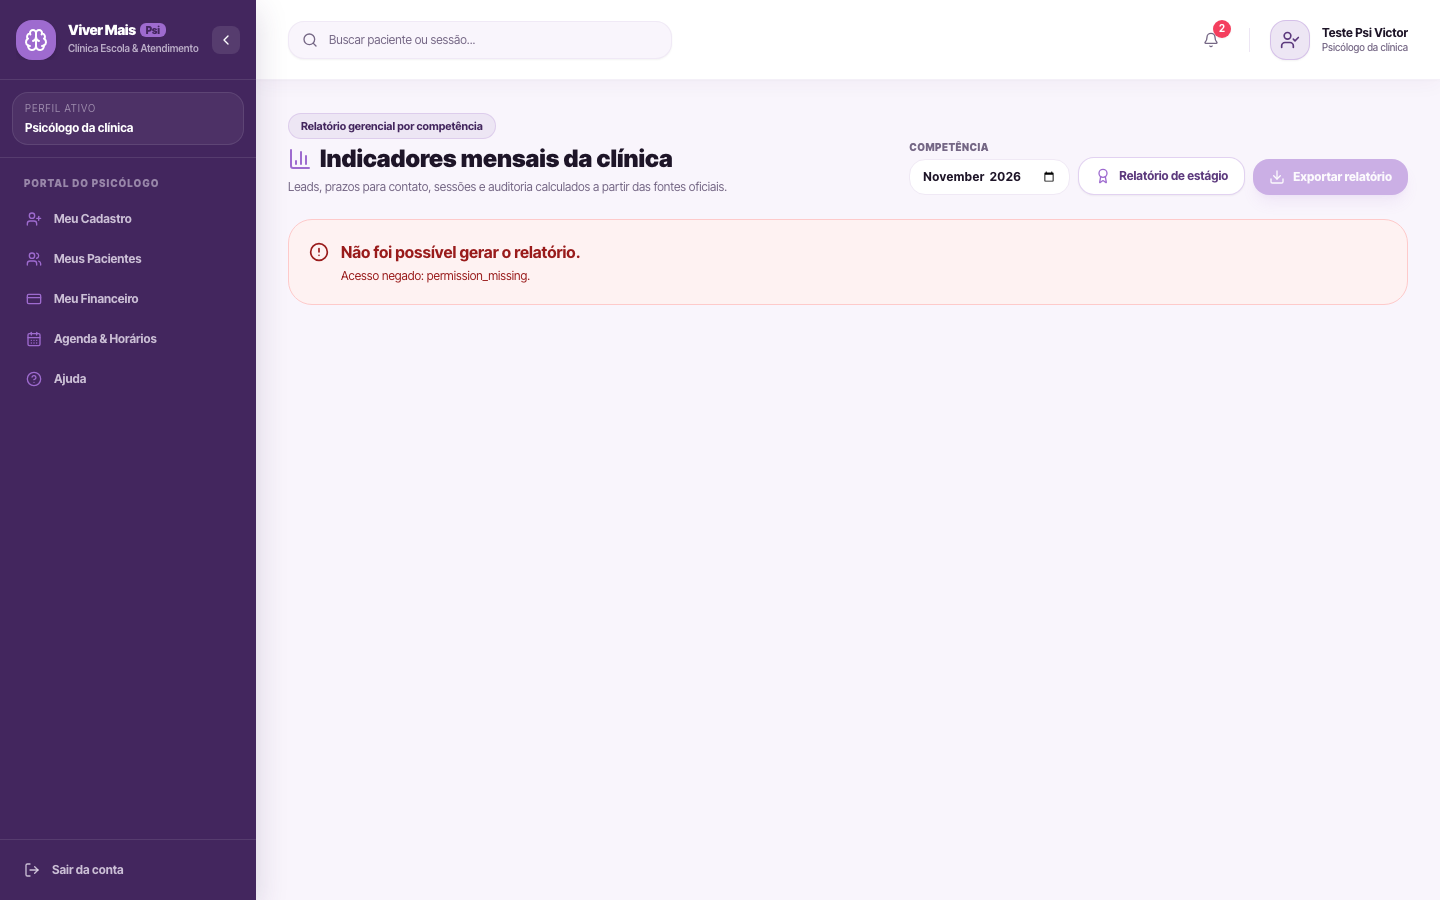 Viver Mais Psi
Clínica Escola & Atendimento
PERFIL ATIVO
Psicólogo da clínica
PORTAL DO PSICÓLOGO
Meu Cadastro
Meus Pacientes
Meu Financeiro
Agenda & Horários
Ajuda
Sair da conta
Buscar paciente ou sessão...
2
Teste Psi Victor
Psicólogo da clínica
Relatório gerencial por competência
Indicadores mensais da clínica
Leads, prazos para contato, sessões e auditoria calculados a partir das fontes oficiais.
COMPETÊNCIA
November 2026
Relatório de estágio
Exportar relatório
Não foi possível gerar o relatório.
Acesso negado: permission_missing.